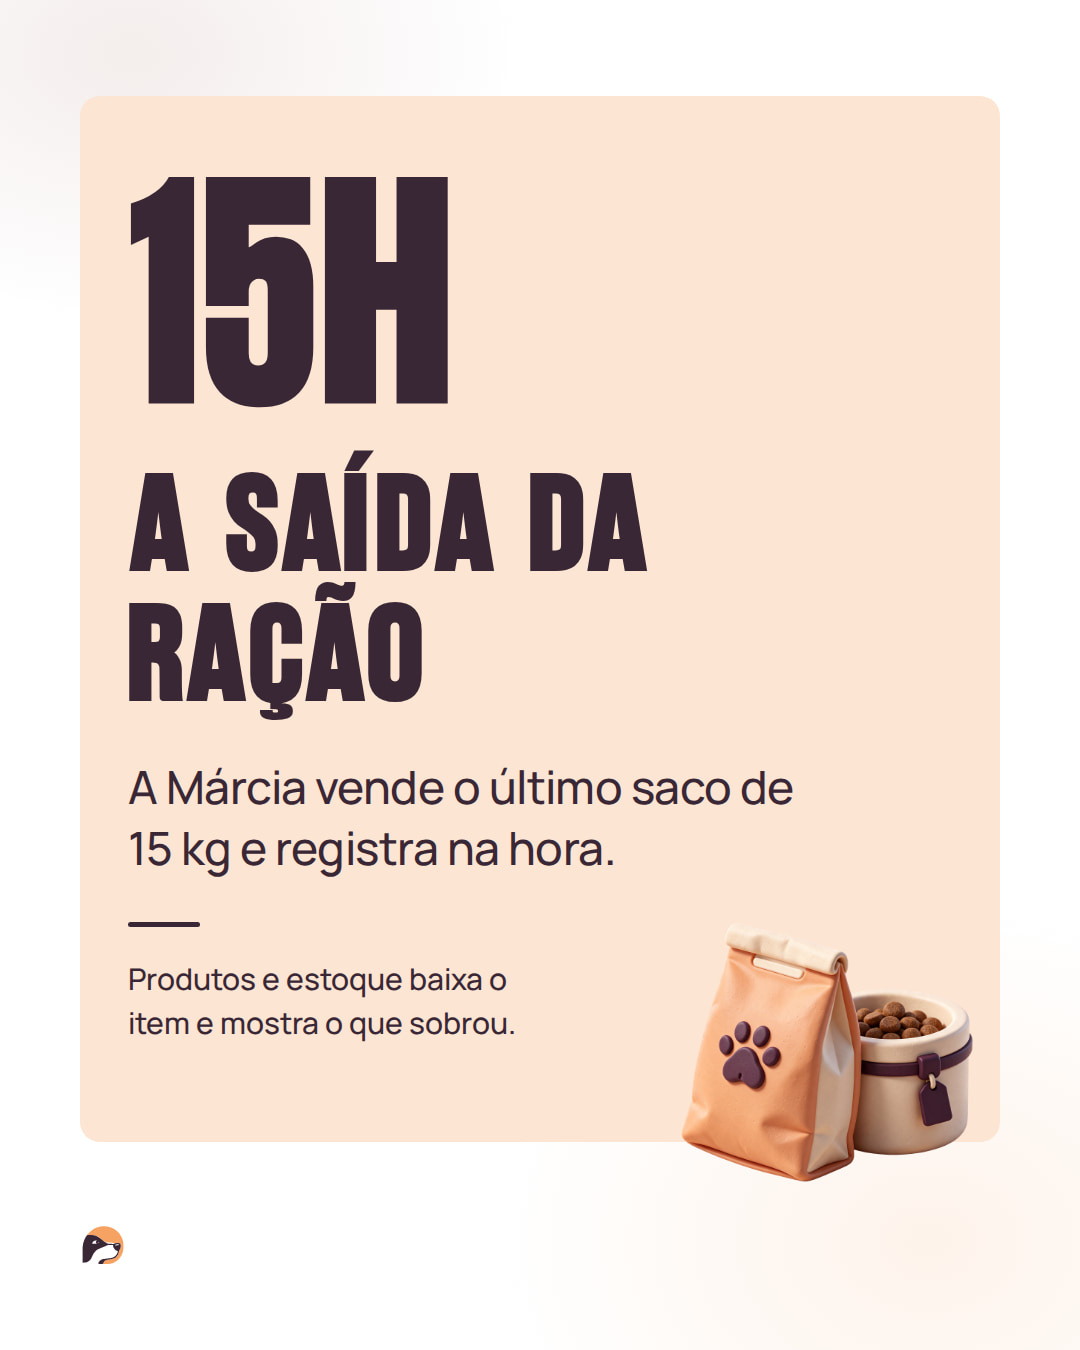 15H
A SAÍDA DA
RAÇÃO
A Márcia vende o último saco de
15 kg e registra na hora.
Produtos e estoque baixa o
item e mostra o que sobrou.